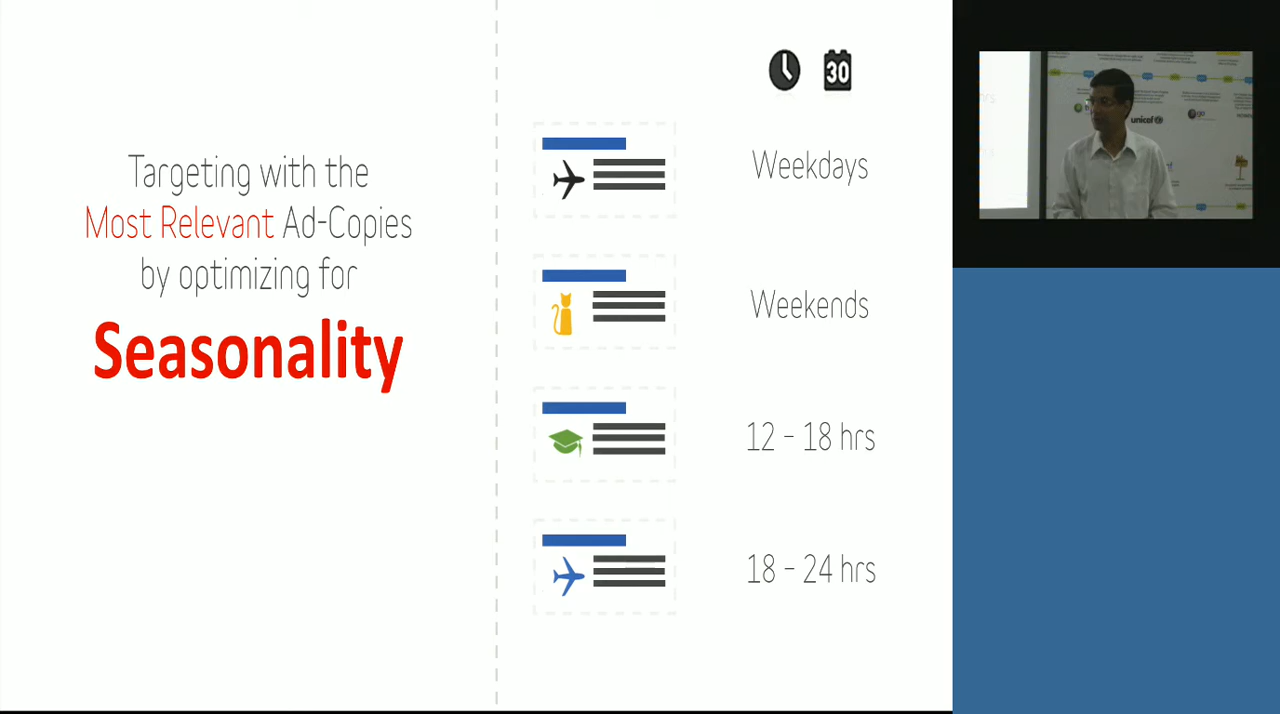 Targeting with the
Most Relevant Ad-Copies
by optimizing for
Seasonality
30
Weekdays
Weekends
12 - 18 hrs
18 - 24 hrs
unicef